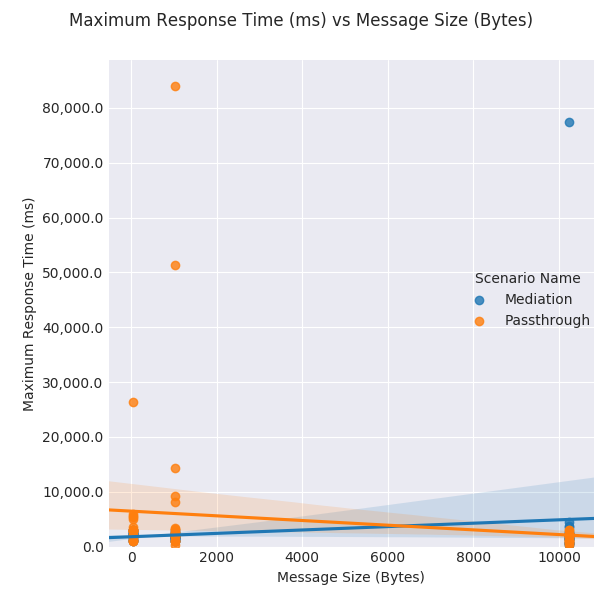 Maximum Response Time (ms) vs Message Size (Bytes)
80,000.0
70,000.0
60,000.0
50,000.0
40,000.0
30,000.0
20,000.0
10,000.0
0.0
Maximum Response Time (ms)
Scenario Name
Mediation
Passthrough
0 2000 4000 6000 8000 10000
Message Size (Bytes)